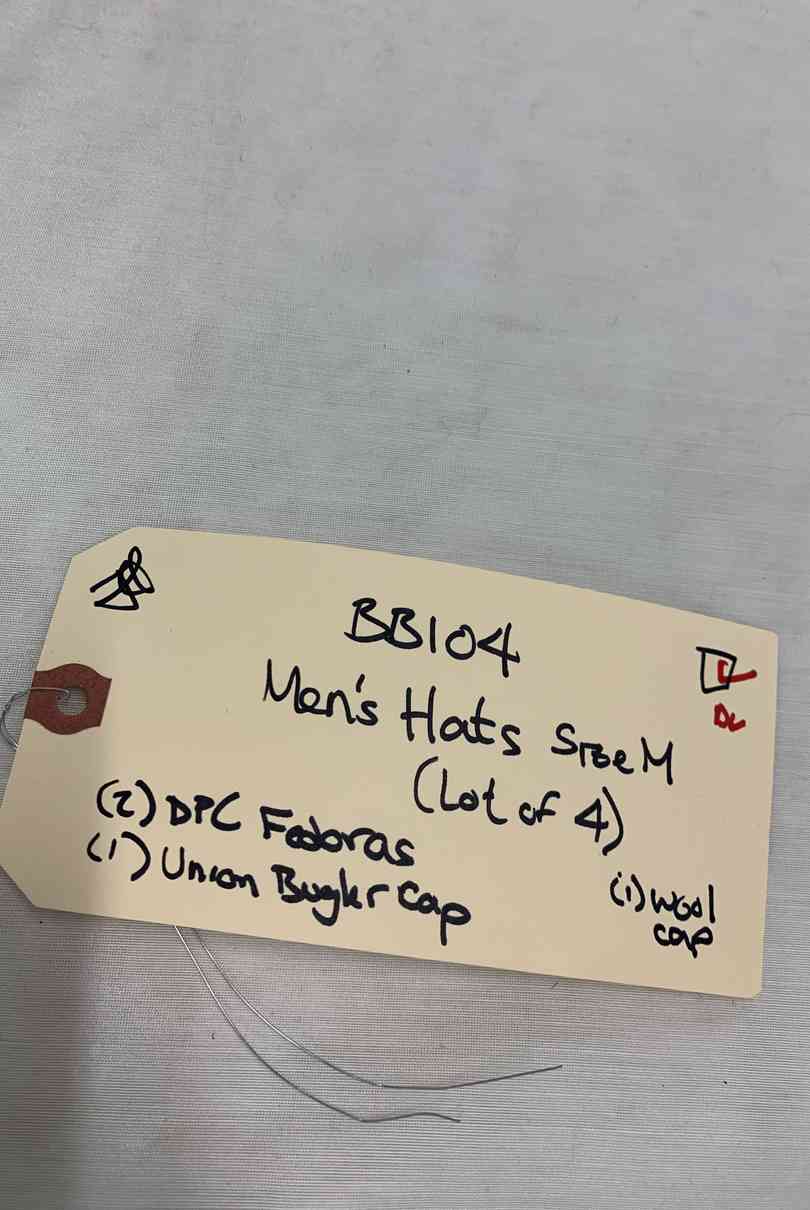 BB104
Men's Hats Size M
(Lot of 4)
(2) DPC Fedoras
(1) Union Bugler Cap
(1) wool
cap